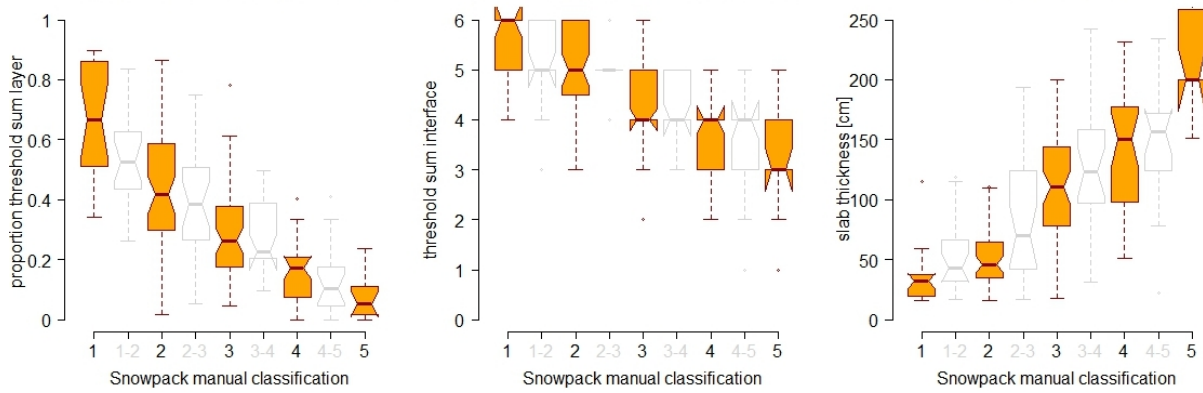 proportion threshold sum layer
1
0.8
0.6
0.4
0.2
0
1 1-2 2 2-3 3 3-4 4 4-5 5
Snowpack manual classification
threshold sum interface
6
5
4
3
2
1
0
1 1-2 2 2-3 3 3-4 4 4-5 5
Snowpack manual classification
slab thickness [cm]
250
200
150
100
50
0
1 1-2 2 2-3 3 3-4 4 4-5 5
Snowpack manual classification